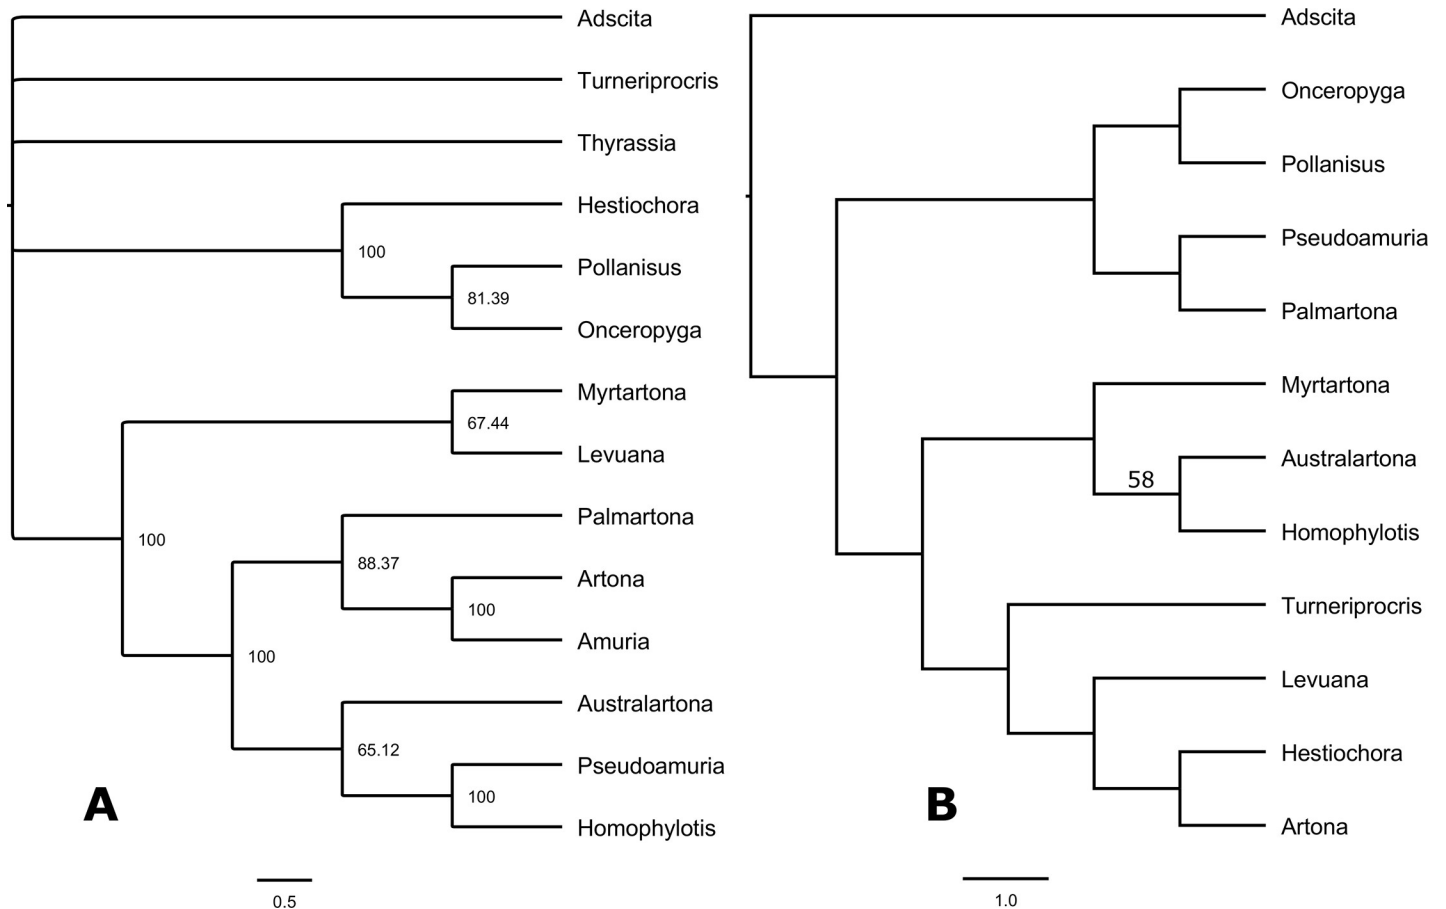 Adscita
Turneriprocris
Thyrassia
Hestiochora
100
Pollanisus
81.39
Onceropyga
Myrtartona
67.44
Levuana
Palmartona
100
88.37
Artona
100
Amuria
100
Australartona
65.12
Pseudoamuria
100
Homophylotis
A
0.5
Adscita
Onceropyga
Pollanisus
Pseudoamuria
Palmartona
Myrtartona
Australartona
58
Homophylotis
Turneriprocris
Levuana
Hestiochora
B
Artona
1.0